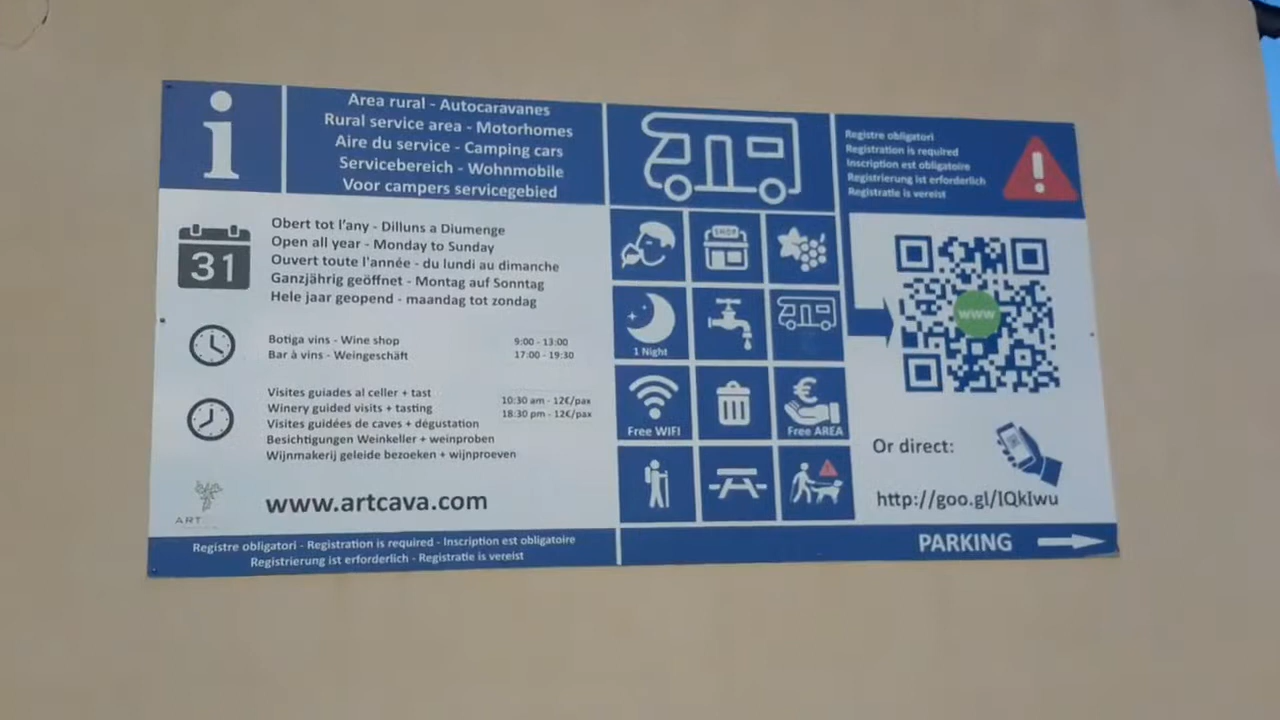 Area rural - Autocaravanes
Rural service area - Motorhomes
Aire du service - Camping cars
Servicebereich - Wohnmobile
Voor campers servicegebied
Registre obligatori
Registration is required
Inscription est obligatoire
Registrierung ist erforderlich
Registratie is vereist
31
Obert tot l'any - Dilluns a Diumenge
Open all year - Monday to Sunday
Ouvert toute l'année - du lundi au dimanche
Ganzjährig geöffnet - Montag auf Sonntag
Hele jaar geopend - maandag tot zondag
Botiga vins - Wine shop 9:00 - 13:00
Bar à vins - Weingeschäft 17:00 - 19:30
Visites guiades al celler + tast
Winery guided visits + tasting
Visites guidées de caves + dégustation
Besichtigungen Weinkeller + weinproben
Wijnmakerij geleide bezoeken + wijnproeven
10:30 am - 12€/pax
18:30 pm - 12€/pax
ART
www.artcava.com
Registre obligatori - Registration is required - Inscription est obligatoire
Registrierung ist erforderlich - Registratie is vereist
SHOP
1 Night
Free WIFI
Free AREA
www
Or direct:
http://goo.gl/lQkIwu
PARKING